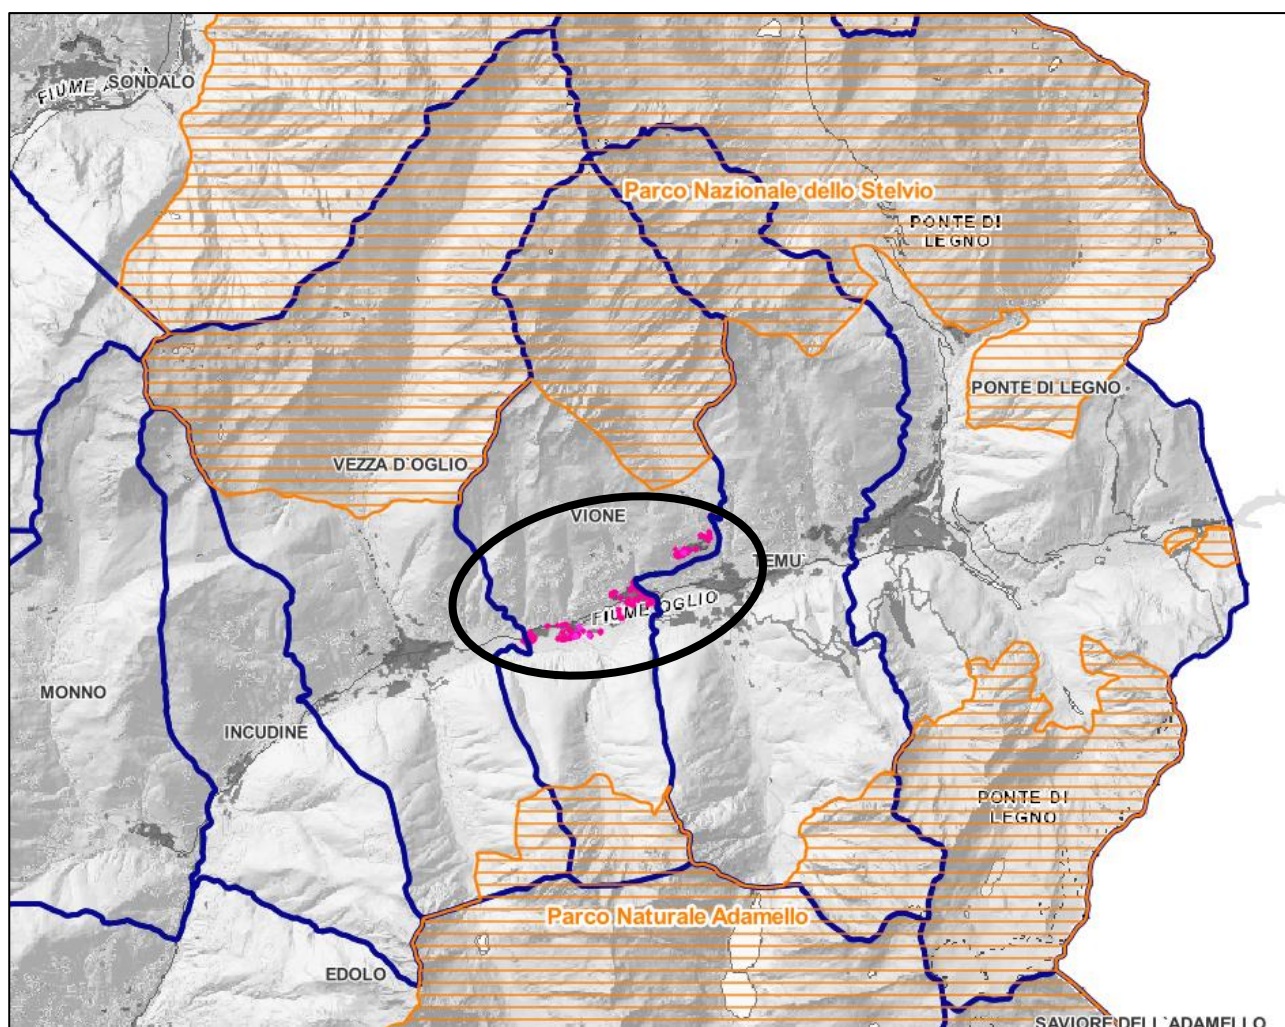 SONDALO
FIUME A
Parco Nazionale dello Stelvio
PONTE DI
LEGNO
PONTE DI LEGNO
VEZZA D`OGLIO
VIONE
TEMU`
FIUME OGLIO
MONNO
INCUDINE
PONTE DI
LEGNO
Parco Naturale Adamello
EDOLO
SAVIORE DELL`ADAMELLO